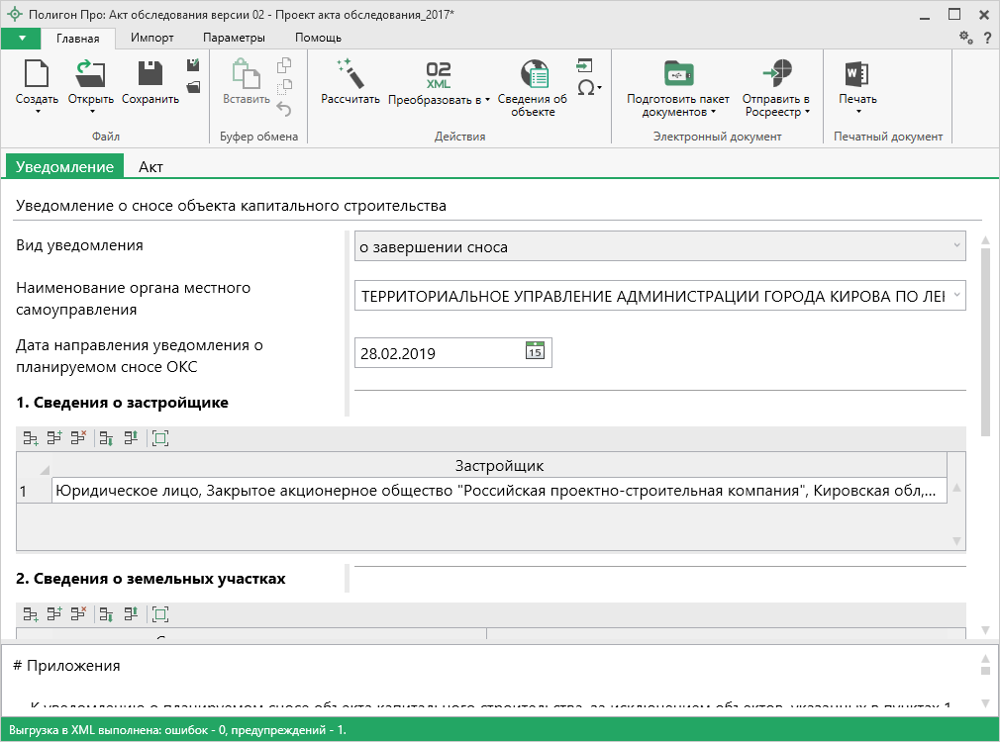 Полигон Про: Акт обследования версии 02 - Проект акта обследования_2017*
Главная Импорт Параметры Помощь ?
02
XML
Создать Открыть Сохранить Вставить Рассчитать Преобразовать в Сведения об объекте Подготовить пакет документов Отправить в Росреестр Печать
Файл Буфер обмена Действия Электронный документ Печатный документ
Уведомление Акт
Уведомление о сносе объекта капитального строительства
Вид уведомления о завершении сноса
Наименование органа местного
самоуправления
ТЕРРИТОРИАЛЬНОЕ УПРАВЛЕНИЕ АДМИНИСТРАЦИИ ГОРОДА КИРОВА ПО
Дата направления уведомления о
планируемом сносе ОКС
28.02.2019 15
1. Сведения о застройщике
Застройщик
1 Юридическое лицо, Закрытое акционерное общество "Российская проектно-строительная компания", Кировская обл,...
2. Сведения о земельных участках
# Приложения
К уведомлению о планируемом сносе объекта капитального строительства, за исключением объектов, указанных в пунктах 1
Выгрузка в XML выполнена: ошибок - 0, предупреждений - 1.